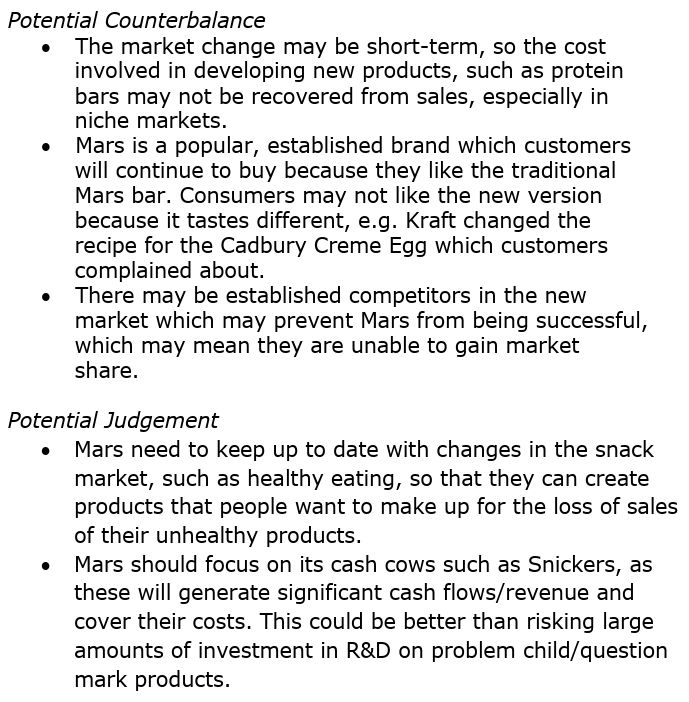 Potential Counterbalance
• The market change may be short-term, so the cost
involved in developing new products, such as protein
bars may not be recovered from sales, especially in
niche markets.
• Mars is a popular, established brand which customers
will continue to buy because they like the traditional
Mars bar. Consumers may not like the new version
because it tastes different, e.g. Kraft changed the
recipe for the Cadbury Creme Egg which customers
complained about.
• There may be established competitors in the new
market which may prevent Mars from being successful,
which may mean they are unable to gain market
share.
Potential Judgement
• Mars need to keep up to date with changes in the snack
market, such as healthy eating, so that they can create
products that people want to make up for the loss of sales
of their unhealthy products.
• Mars should focus on its cash cows such as Snickers, as
these will generate significant cash flows/revenue and
cover their costs. This could be better than risking large
amounts of investment in R&D on problem child/question
mark products.